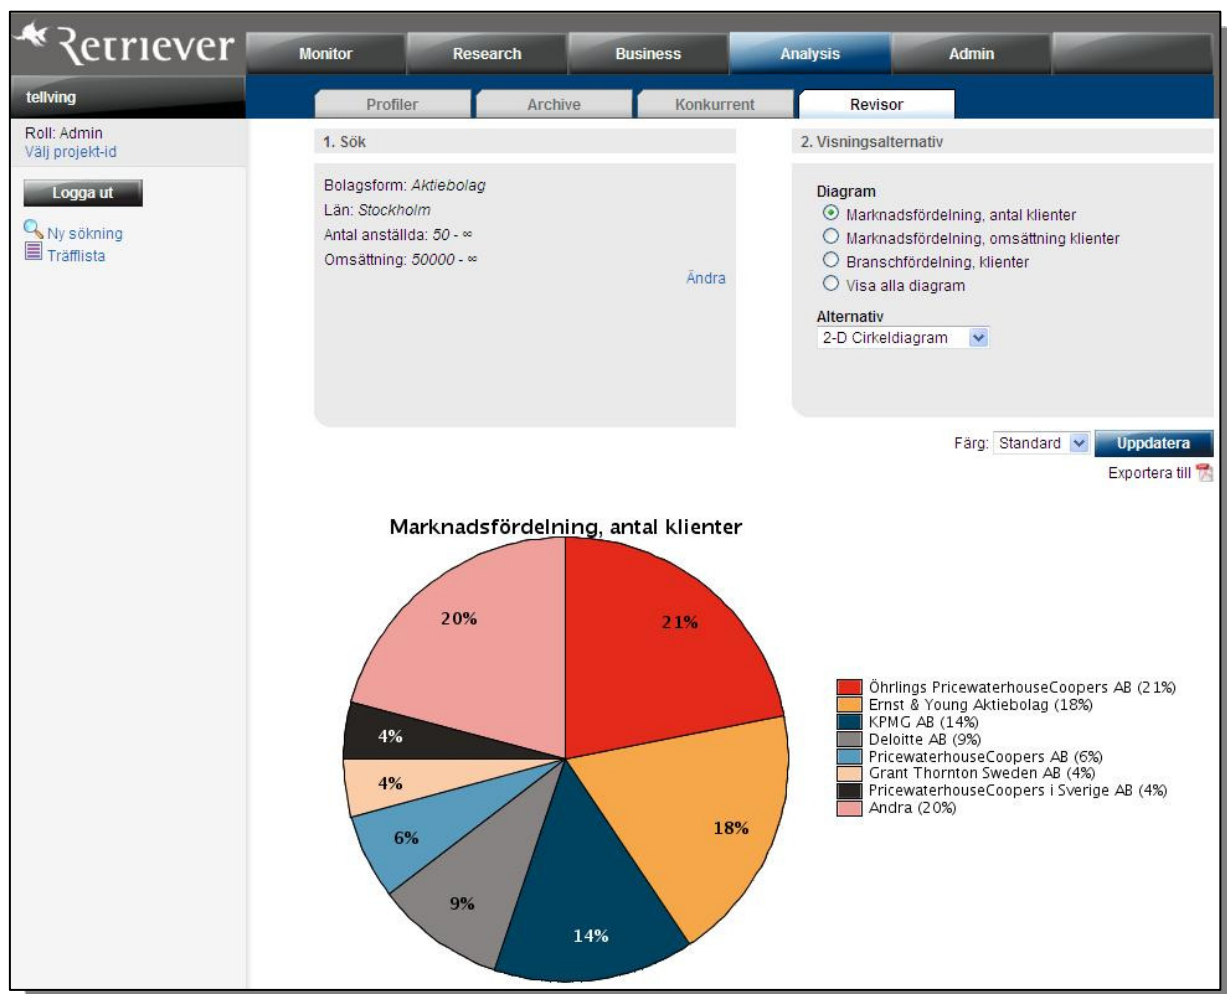 Retriever
Monitor Research Business Analysis Admin
tellving
Profiler Archive Konkurrent Revisor
Roll: Admin
Välj projekt-id
Logga ut
Ny sökning
Träfflista
1. Sök
Bolagsform: Aktiebolag
Län: Stockholm
Antal anställda: 50 - ∞
Omsättning: 50000 - ∞
Ändra
2. Visningsalternativ
Diagram
Marknadsfördelning, antal klienter
Marknadsfördelning, omsättning klienter
Branschfördelning, klienter
Visa alla diagram
Alternativ
2-D Cirkeldiagram
Färg: Standard Uppdatera
Exportera till
Marknadsfördelning, antal klienter
20%
21%
4%
4%
6%
18%
9%
14%
Öhrlings PricewaterhouseCoopers AB (21%)
Ernst & Young Aktiebolag (18%)
KPMG AB (14%)
Deloitte AB (9%)
PricewaterhouseCoopers AB (6%)
Grant Thornton Sweden AB (4%)
PricewaterhouseCoopers i Sverige AB (4%)
Andra (20%)